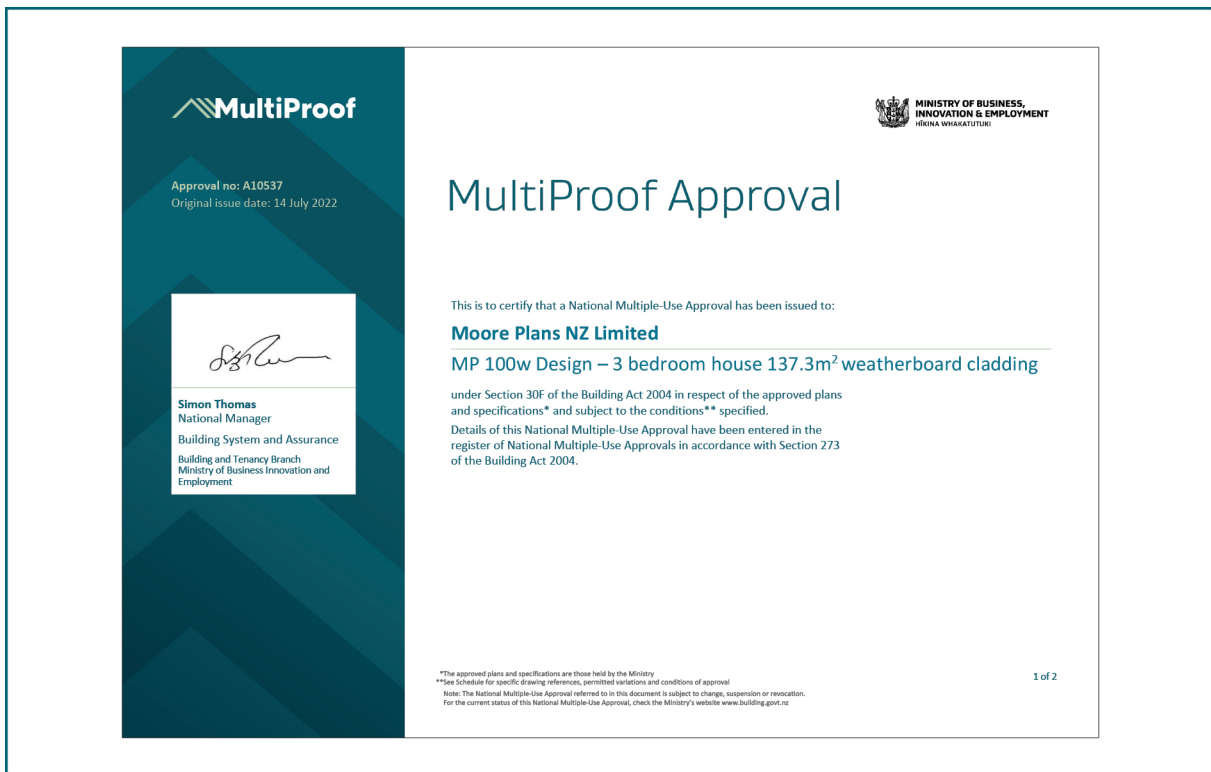 MultiProof
MINISTRY OF BUSINESS,
INNOVATION & EMPLOYMENT
HĪKINA WHAKATUTUKI
Approval no: A10537
Original issue date: 14 July 2022
MultiProof Approval
This is to certify that a National Multiple-Use Approval has been issued to:
Moore Plans NZ Limited
MP 100w Design – 3 bedroom house 137.3m² weatherboard cladding
under Section 30F of the Building Act 2004 in respect of the approved plans
and specifications* and subject to the conditions** specified.
Details of this National Multiple-Use Approval have been entered in the
register of National Multiple-Use Approvals in accordance with Section 273
of the Building Act 2004.
Simon Thomas
National Manager
Building System and Assurance
Building and Tenancy Branch
Ministry of Business Innovation and
Employment
*The approved plans and specifications are those held by the Ministry
**See Schedule for specific drawing references, permitted variations and conditions of approval
Note: The National Multiple-Use Approval referred to in this document is subject to change, suspension or revocation.
For the current status of this National Multiple-Use Approval, check the Ministry's website www.building.govt.nz
1 of 2